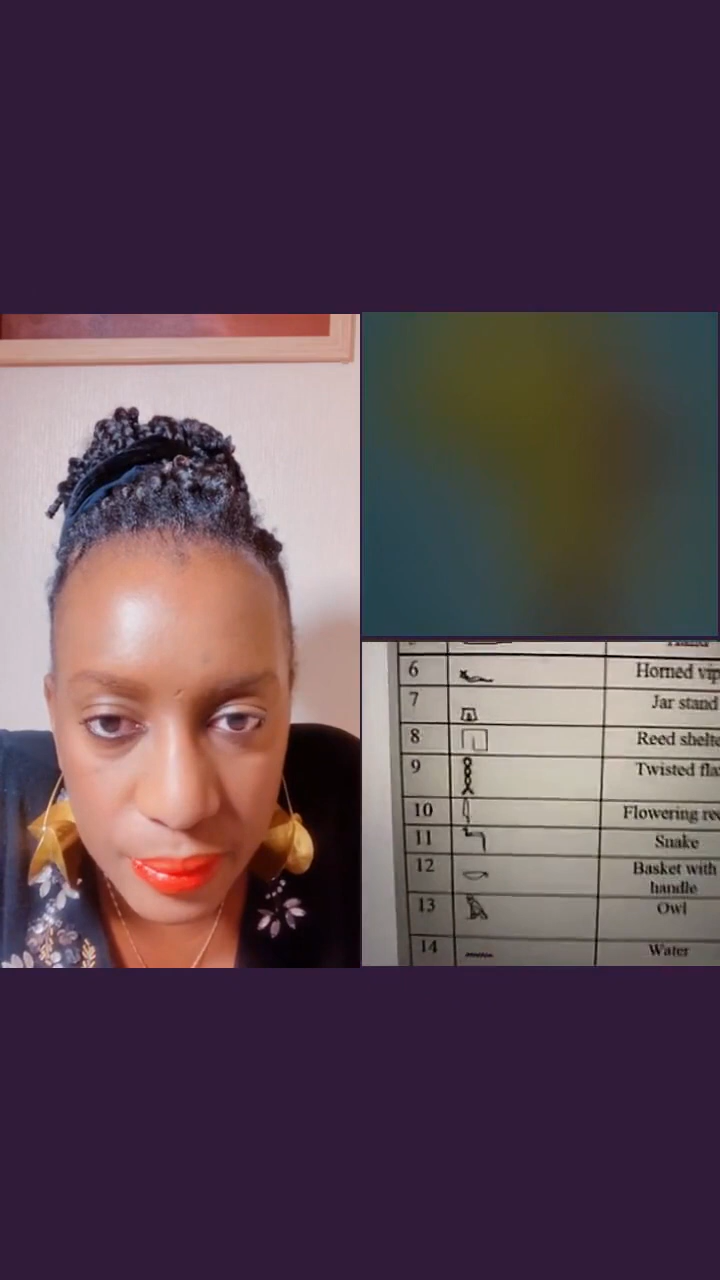 6 Horned vip
7 Jar stand
8 Reed shelte
9 Twisted fla
10 Flowering ree
11 Snake
12 Basket with
handle
13 Owl
14 Water